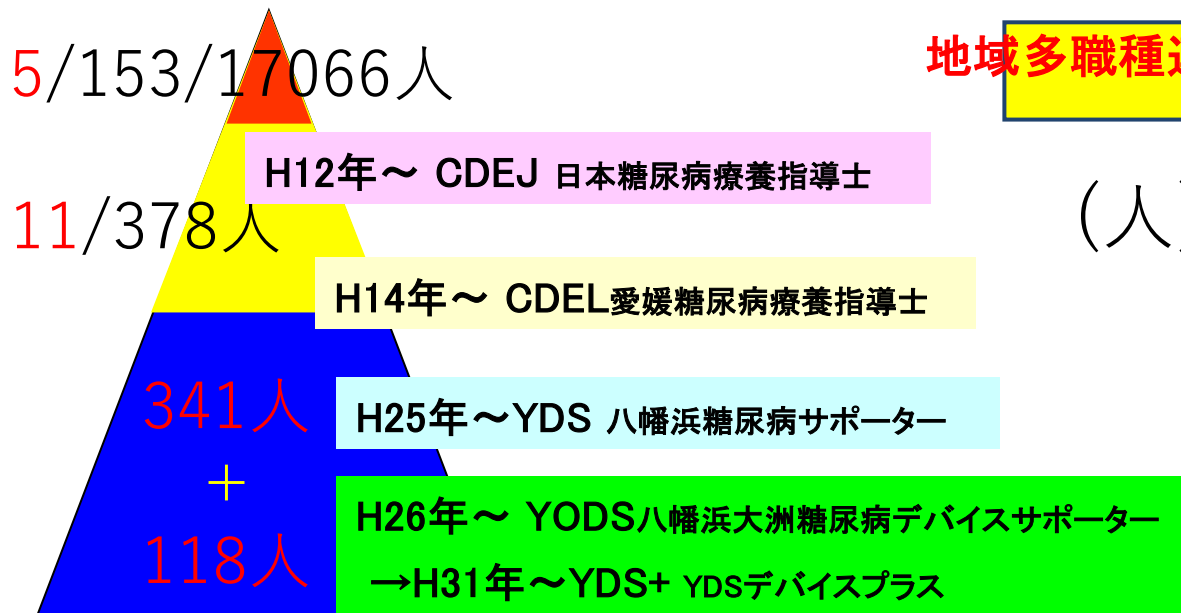 5/153/17066人
地域多職種
H12年～ CDEJ 日本糖尿病療養指導士
11/378人
(人)
H14年～ CDEL愛媛糖尿病療養指導士
341人
H25年～YDS 八幡浜糖尿病サポーター
＋
H26年～ YODS八幡浜大洲糖尿病デバイスサポーター
118人
→H31年～YDS+ YDSデバイスプラス